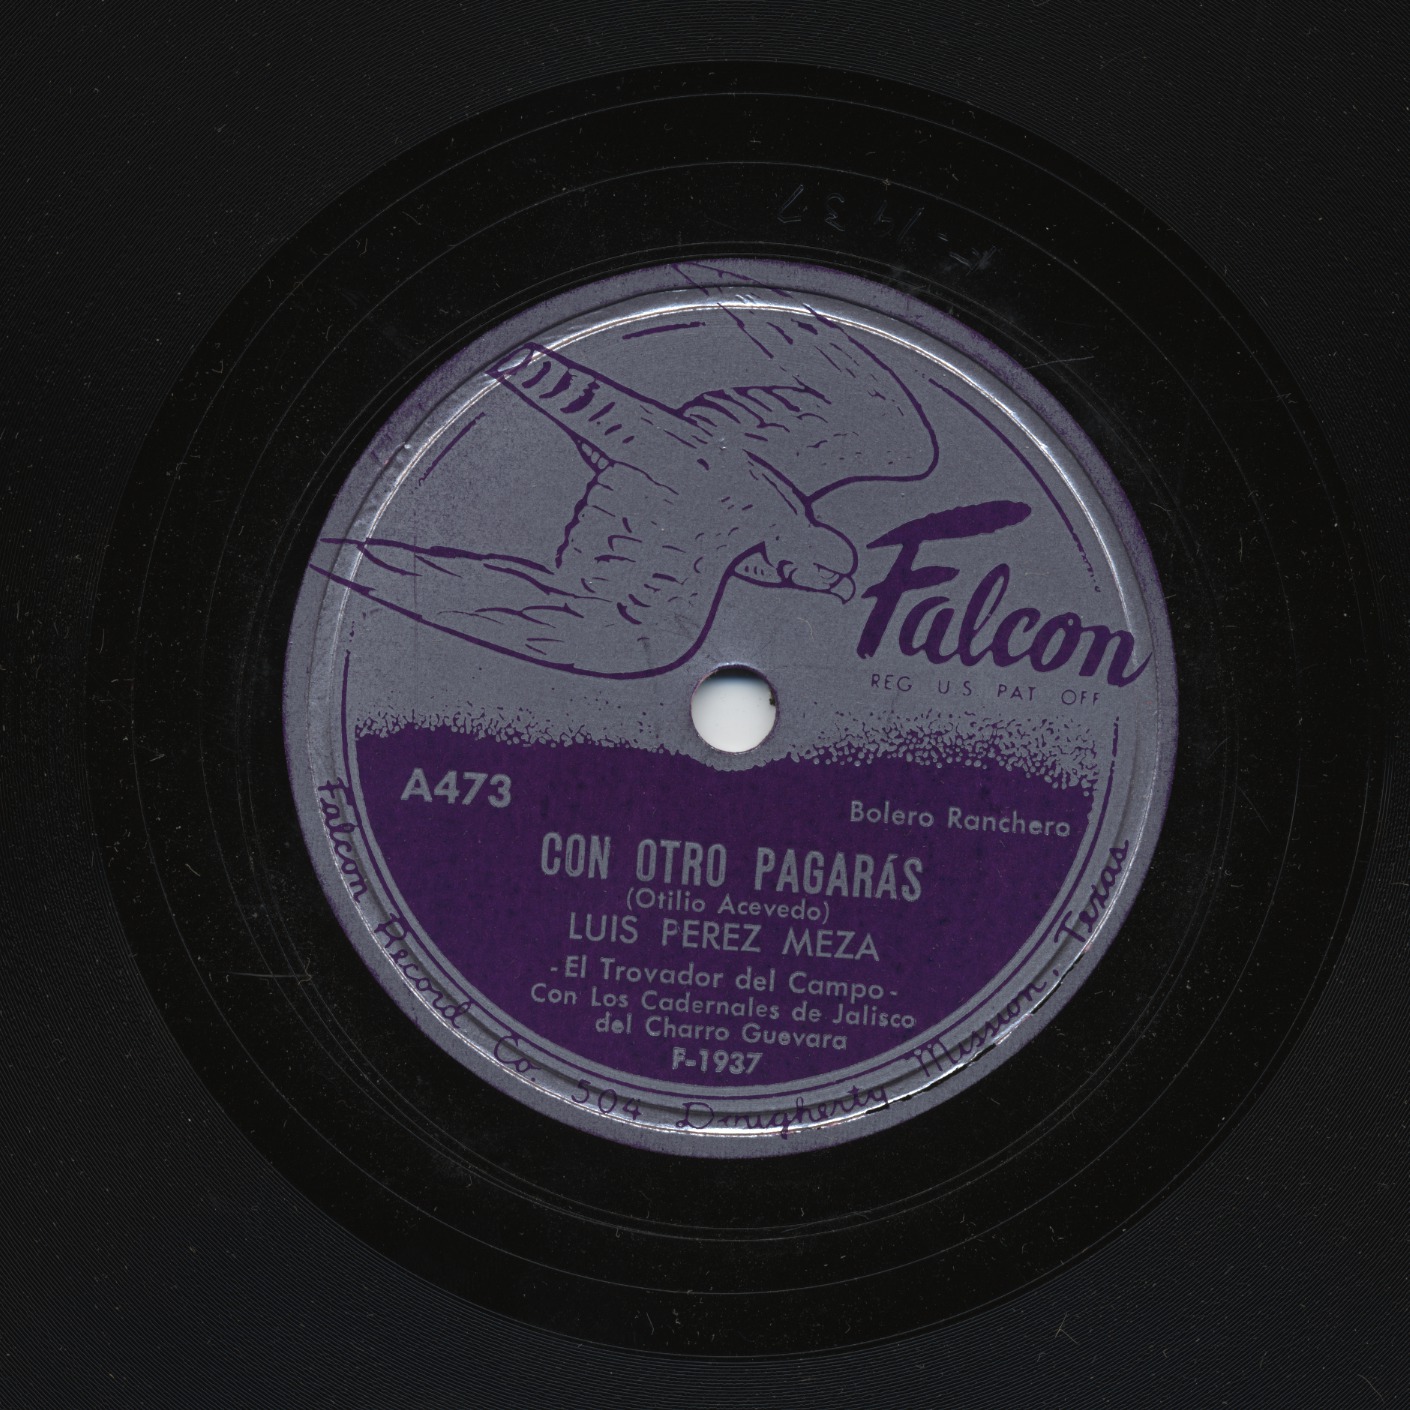 F-1937
Falcon
REG U.S PAT OFF
A473
Bolero Ranchero
CON OTRO PAGARÁS
(Otilio Acevedo)
LUIS PEREZ MEZA
-El Trovador del Campo-
Con Los Cadernales de Jalisco
del Charro Guevara
F-1937
Falcon Record Co. 504 Dougherty Mission, Texas